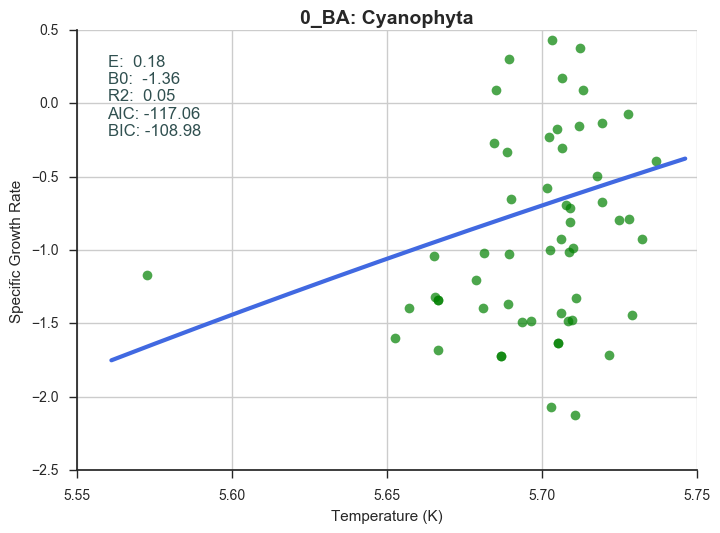 0_BA: Cyanophyta
E:  0.18
B0:  -1.36
R2:  0.05
AIC: -117.06
BIC: -108.98
0.5
0.0
−0.5
−1.0
−1.5
−2.0
−2.5
Specific Growth Rate
5.55 5.60 5.65 5.70 5.75
Temperature (K)